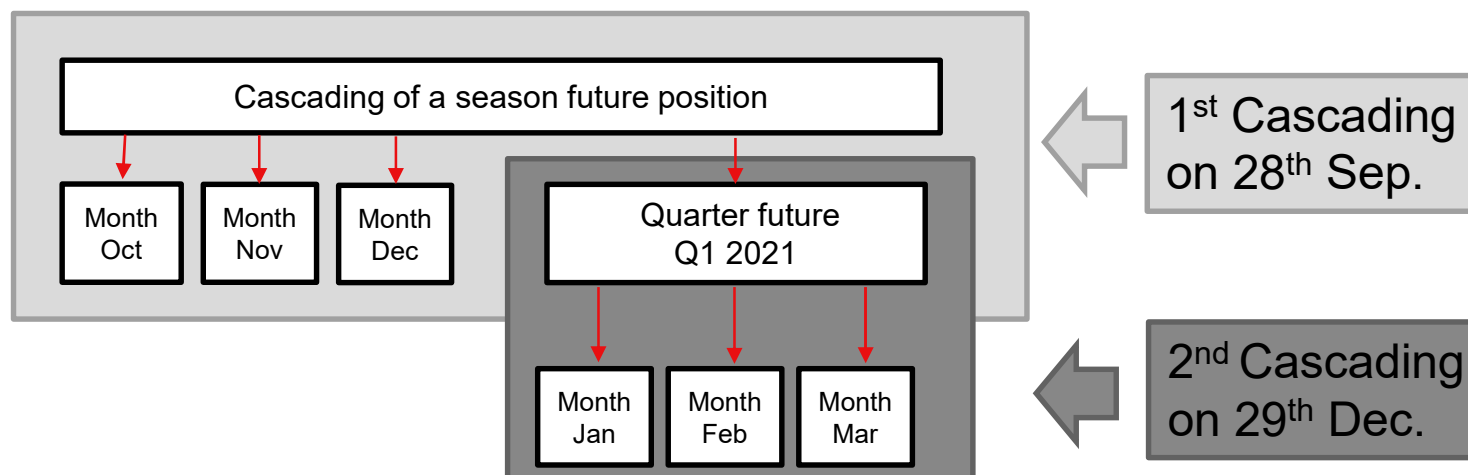 Cascading of a season future position
1st Cascading
on 28th Sep.
Month
Oct
Month
Nov
Month
Dec
Quarter future
Q1 2021
2nd Cascading
on 29th Dec.
Month
Jan
Month
Feb
Month
Mar